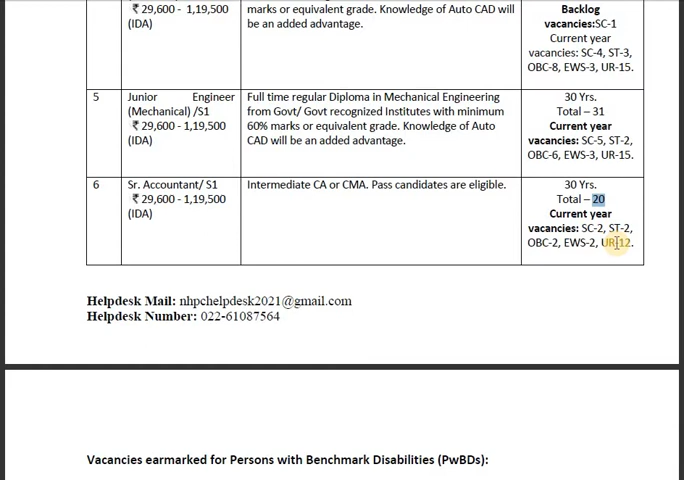 ₹ 29,600 - 1,19,500
(IDA)
marks or equivalent grade. Knowledge of Auto CAD will
be an added advantage.
Backlog
vacancies:SC-1
Current year
vacancies: SC-4, ST-3,
OBC-8, EWS-3, UR-15.
5
Junior Engineer
(Mechanical) /S1
₹ 29,600 - 1,19,500
(IDA)
Full time regular Diploma in Mechanical Engineering
from Govt/ Govt recognized Institutes with minimum
60% marks or equivalent grade. Knowledge of Auto
CAD will be an added advantage.
30 Yrs.
Total – 31
Current year
vacancies: SC-5, ST-2,
OBC-6, EWS-3, UR-15.
6
Sr. Accountant/ S1
₹ 29,600 - 1,19,500
(IDA)
Intermediate CA or CMA. Pass candidates are eligible.
30 Yrs.
Total – 20
Current year
vacancies: SC-2, ST-2,
OBC-2, EWS-2, UR-12.
Helpdesk Mail: nhpchelpdesk2021@gmail.com
Helpdesk Number: 022-61087564
Vacancies earmarked for Persons with Benchmark Disabilities (PwBDs):